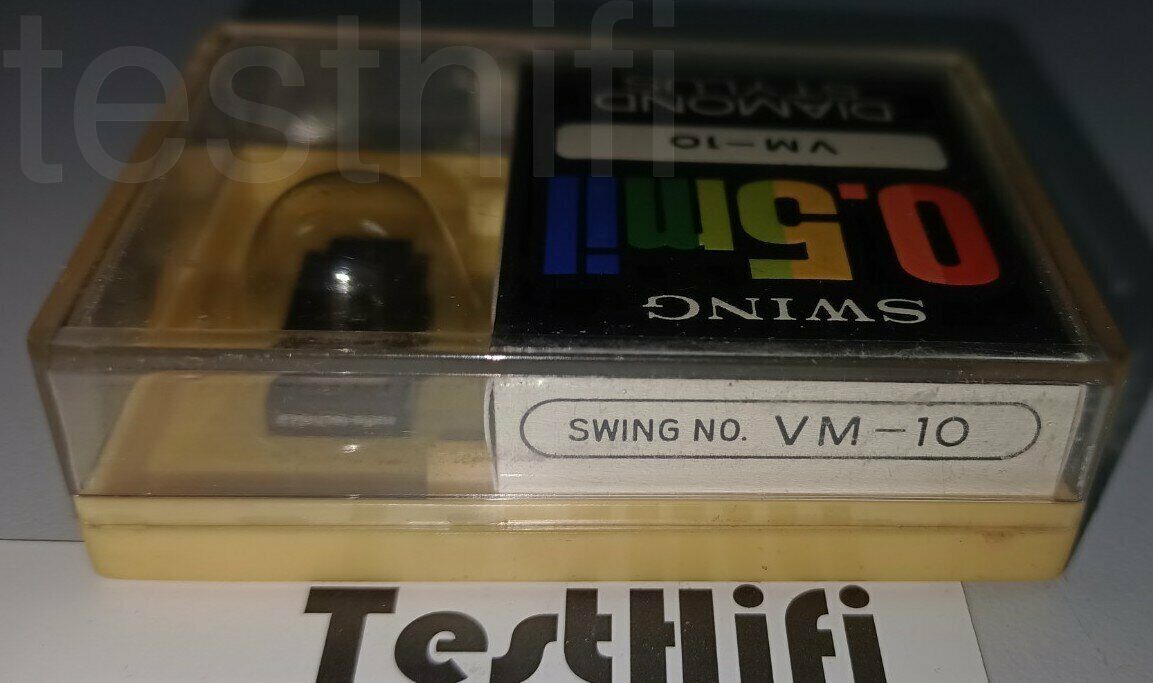 testhifi
DIAMOND
STYLUS
VM-10
0.5mil
SWING
SWING NO. VM-10
TestHifi